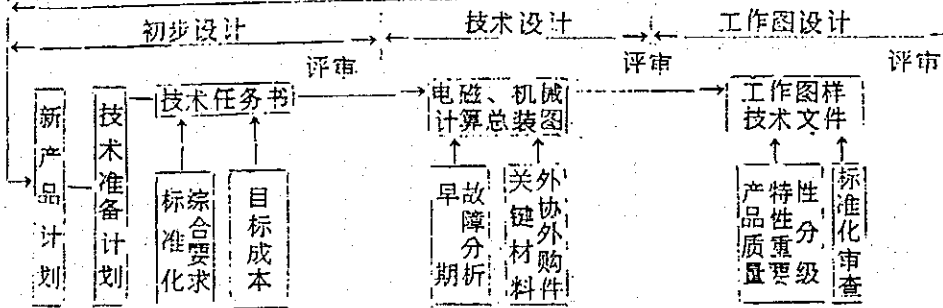 初步设计
技术设计
工作图设计
评审
评审
评审
新产品计划
技术准备计划
技术任务书
标准化
综合要求
目标成本
电磁、机械
计算总装图
早期
故障分析
关键材料
外协外购件
工作图样
技术文件
产品质量
特性重要
性分级
标准化审查